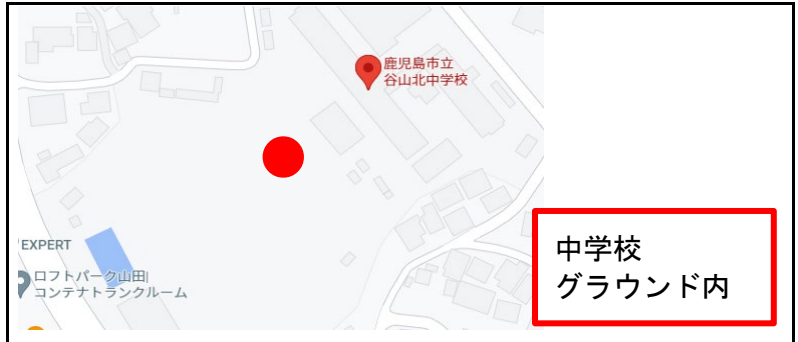 鹿児島市立
谷山北中学校
EXPERT
ロフトパーク山田|
コンテナトランクルーム
中学校
グラウンド内